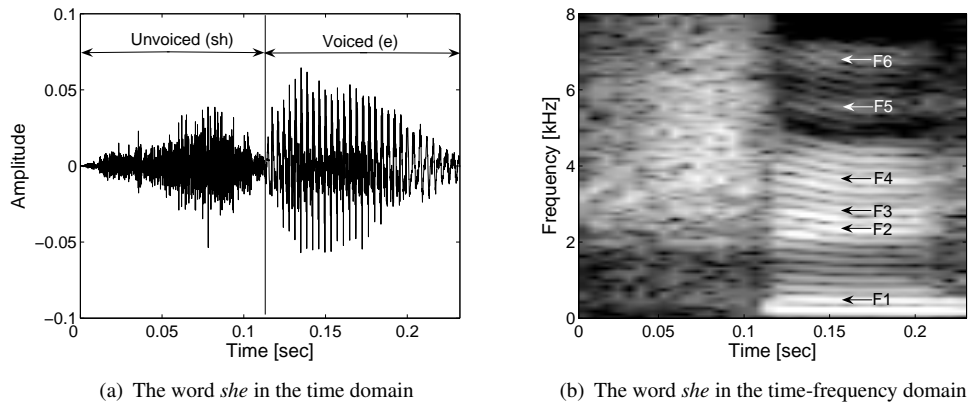 0.1
Unvoiced (sh)
Voiced (e)
0.05
0
−0.05
−0.1
Amplitude
0 0.05 0.1 0.15 0.2
Time [sec]
(a) The word she in the time domain
8
6
4
2
0
Frequency [kHz]
F6
F5
F4
F3
F2
F1
0 0.05 0.1 0.15 0.2
Time [sec]
(b) The word she in the time-frequency domain